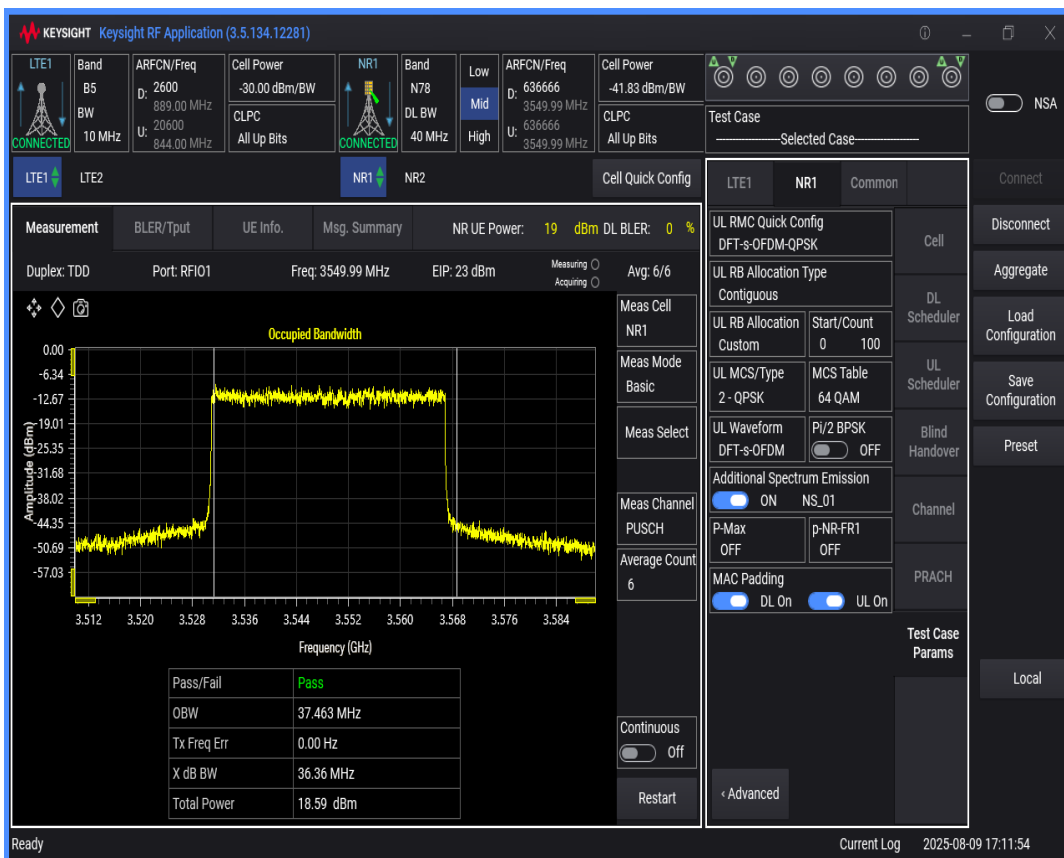 KEYSIGHT Keysight RF Application (3.5.134.12281)
LTE1
CONNECTED
Band
B5
BW
10 MHz
ARFCN/Freq
D: 2600
889.00 MHz
U: 20600
844.00 MHz
Cell Power
-30.00 dBm/BW
CLPC
All Up Bits
NR1
CONNECTED
Band
N78
DL BW
40 MHz
Low
Mid
High
ARFCN/Freq
D: 636666
3549.99 MHz
U: 636666
3549.99 MHz
Cell Power
-41.83 dBm/BW
CLPC
All Up Bits
Test Case
---------------Selected Case---------------
NSA
LTE1 LTE2 NR1 NR2 Cell Quick Config
Measurement BLER/Tput UE Info. Msg. Summary NR UE Power: 19 dBm DL BLER: 0 %
Duplex: TDD Port: RFIO1 Freq: 3549.99 MHz EIP: 23 dBm Measuring Avg: 6/6
Acquiring
Occupied Bandwidth
Amplitude (dBm)
0.00
-6.34
-12.67
-19.01
-25.35
-31.68
-38.02
-44.35
-50.69
-57.03
3.512 3.520 3.528 3.536 3.544 3.552 3.560 3.568 3.576 3.584
Frequency (GHz)
Pass/Fail Pass
OBW 37.463 MHz
Tx Freq Err 0.00 Hz
X dB BW 36.36 MHz
Total Power 18.59 dBm
Meas Cell
NR1
Meas Mode
Basic
Meas Select
Meas Channel
PUSCH
Average Count
6
Continuous
Off
Restart
LTE1 NR1 Common
UL RMC Quick Config
DFT-s-OFDM-QPSK
UL RB Allocation Type
Contiguous
UL RB Allocation Start/Count
Custom 0 100
UL MCS/Type MCS Table
2 - QPSK 64 QAM
UL Waveform Pi/2 BPSK
DFT-s-OFDM OFF
Additional Spectrum Emission
ON NS_01
P-Max p-NR-FR1
OFF OFF
MAC Padding
DL On UL On
‹ Advanced
Cell
DL
Scheduler
UL
Scheduler
Blind
Handover
Channel
PRACH
Test Case
Params
Connect
Disconnect
Aggregate
Load
Configuration
Save
Configuration
Preset
Local
Ready Current Log 2025-08-09 17:11:54